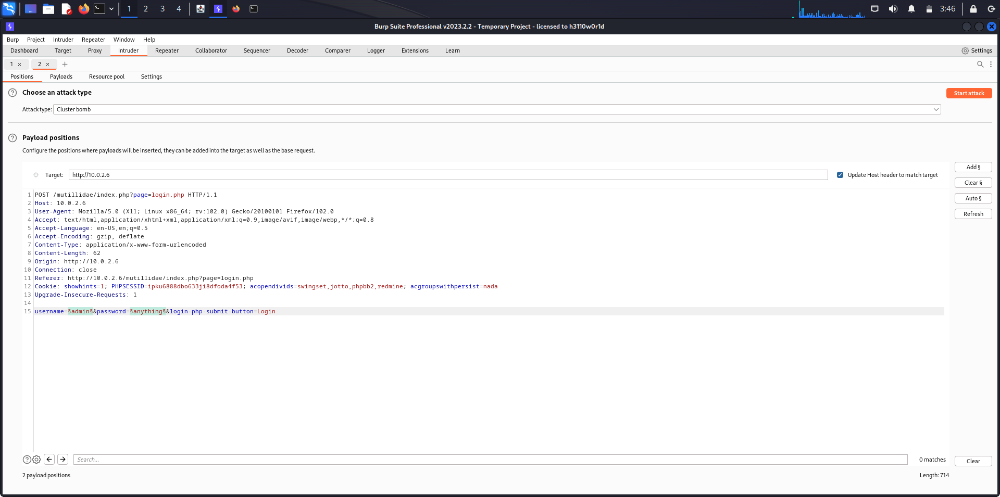 1 2 3 4 3:46
Burp Suite Professional v2023.2.2 - Temporary Project - licensed to h3110w0r1d
Burp Project Intruder Repeater Window Help
Dashboard Target Proxy Intruder Repeater Collaborator Sequencer Decoder Comparer Logger Extensions Learn Settings
1 × 2 × +
Positions Payloads Resource pool Settings
? Choose an attack type Start attack
Attack type: Cluster bomb
? Payload positions
Configure the positions where payloads will be inserted, they can be added into the target as well as the base request.
Target: http://10.0.2.6 Update Host header to match target
Add §
Clear §
Auto §
Refresh
1 POST /mutillidae/index.php?page=login.php HTTP/1.1
2 Host: 10.0.2.6
3 User-Agent: Mozilla/5.0 (X11; Linux x86_64; rv:102.0) Gecko/20100101 Firefox/102.0
4 Accept: text/html,application/xhtml+xml,application/xml;q=0.9,image/avif,image/webp,*/*;q=0.8
5 Accept-Language: en-US,en;q=0.5
6 Accept-Encoding: gzip, deflate
7 Content-Type: application/x-www-form-urlencoded
8 Content-Length: 62
9 Origin: http://10.0.2.6
10 Connection: close
11 Referer: http://10.0.2.6/mutillidae/index.php?page=login.php
12 Cookie: showhints=1; PHPSESSID=ipku6888dbo633ji8dfoda4f53; acopendivids=swingset,jotto,phpbb2,redmine; acgroupswithpersist=nada
13 Upgrade-Insecure-Requests: 1
14
15 username=§admin§&password=§anything§&login-php-submit-button=Login
? Search... 0 matches Clear
2 payload positions Length: 714